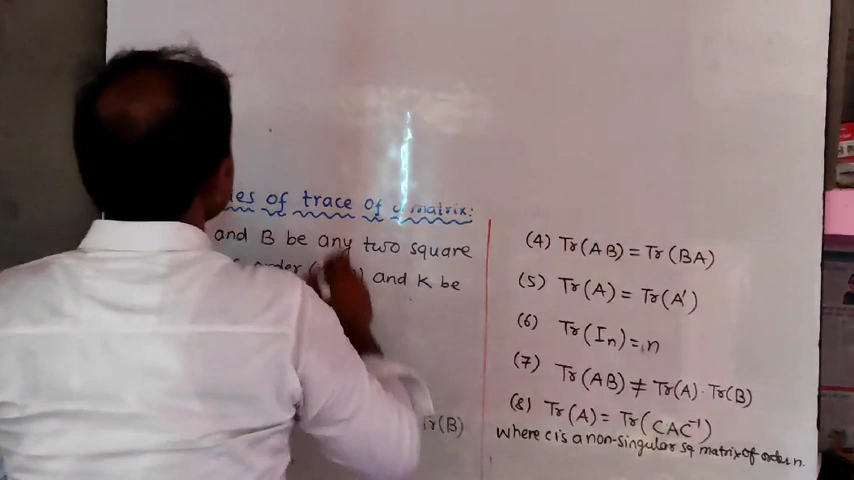 ies of trace of a matrix:
and B be any two square
order and K be
Tr(B)
(4) Tr(AB) = Tr(BA)
(5) Tr(A) = Tr(A')
(6) Tr(In) = n
(7) Tr(AB) ≠ Tr(A) · Tr(B)
(8) Tr(A) = Tr(CAC⁻¹)
where c is a non-singular sq matrix of order n.